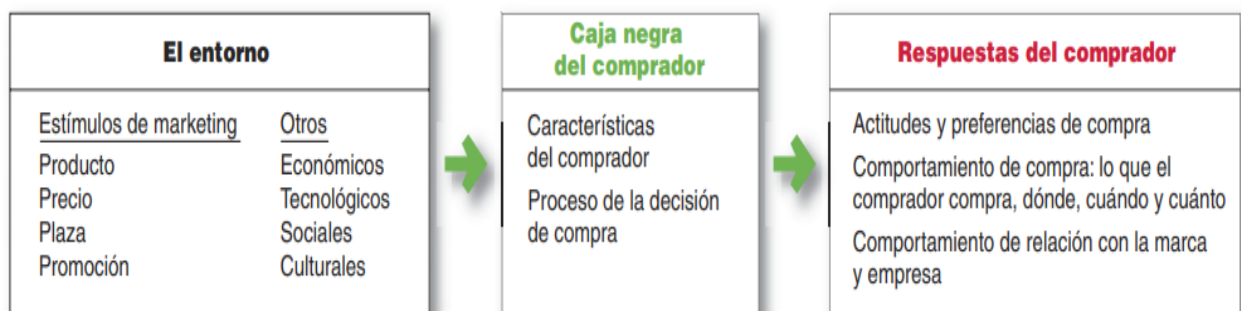 El entorno
Estímulos de marketing
Producto
Precio
Plaza
Promoción
Otros
Económicos
Tecnológicos
Sociales
Culturales
Caja negra
del comprador
Características
del comprador
Proceso de la decisión
de compra
Respuestas del comprador
Actitudes y preferencias de compra
Comportamiento de compra: lo que el
comprador compra, dónde, cuándo y cuánto
Comportamiento de relación con la marca
y empresa